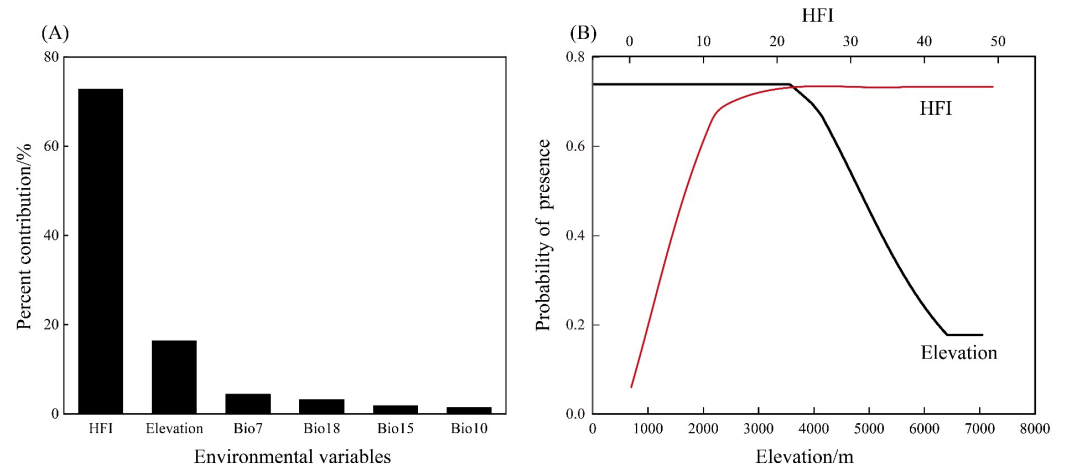 (A)
80
60
40
20
0
Percent contribution/%
HFI Elevation Bio7 Bio18 Bio15 Bio10
Environmental variables
(B)
HFI
0 10 20 30 40 50
0.8
0.6
0.4
0.2
0.0
Probability of presence
HFI
Elevation
0 1000 2000 3000 4000 5000 6000 7000 8000
Elevation/m